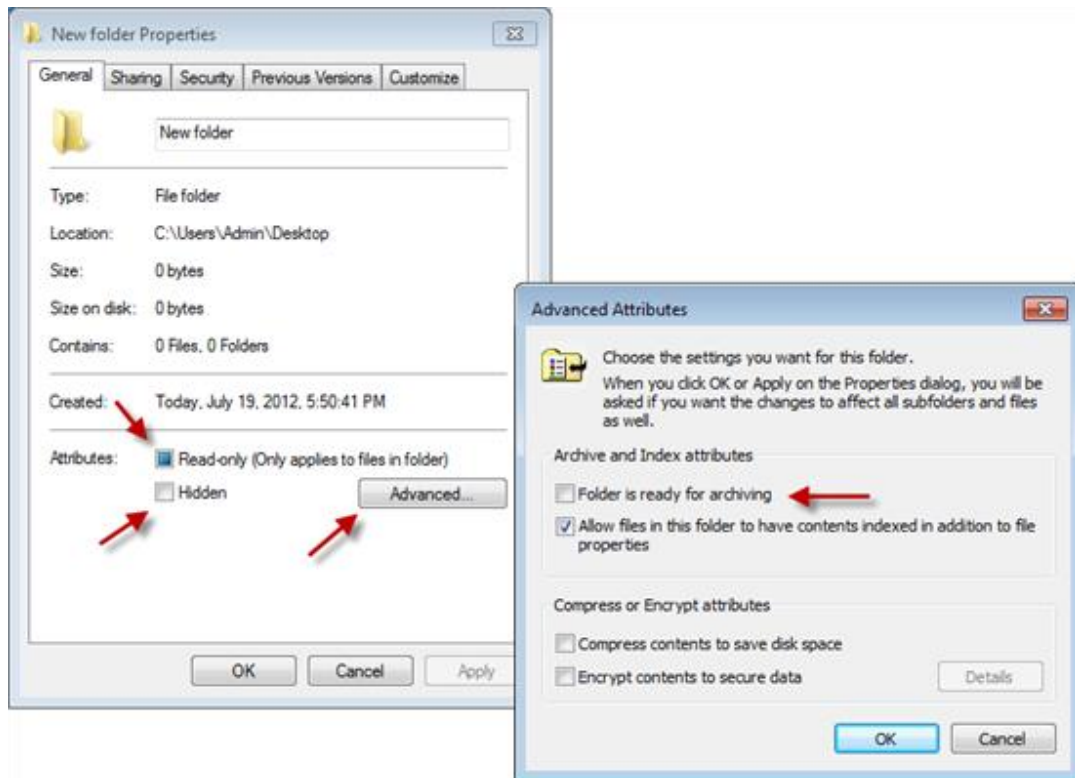 New folder Properties
General Sharing Security Previous Versions Customize
New folder
Type: File folder
Location: C:\Users\Admin\Desktop
Size: 0 bytes
Size on disk: 0 bytes
Contains: 0 Files, 0 Folders
Created: Today, July 19, 2012, 5:50:41 PM
Attributes: Read-only (Only applies to files in folder)
Hidden Advanced...
OK Cancel Apply
Advanced Attributes
Choose the settings you want for this folder.
When you click OK or Apply on the Properties dialog, you will be
asked if you want the changes to affect all subfolders and files
as well.
Archive and Index attributes
Folder is ready for archiving
Allow files in this folder to have contents indexed in addition to file
properties
Compress or Encrypt attributes
Compress contents to save disk space
Encrypt contents to secure data Details
OK Cancel